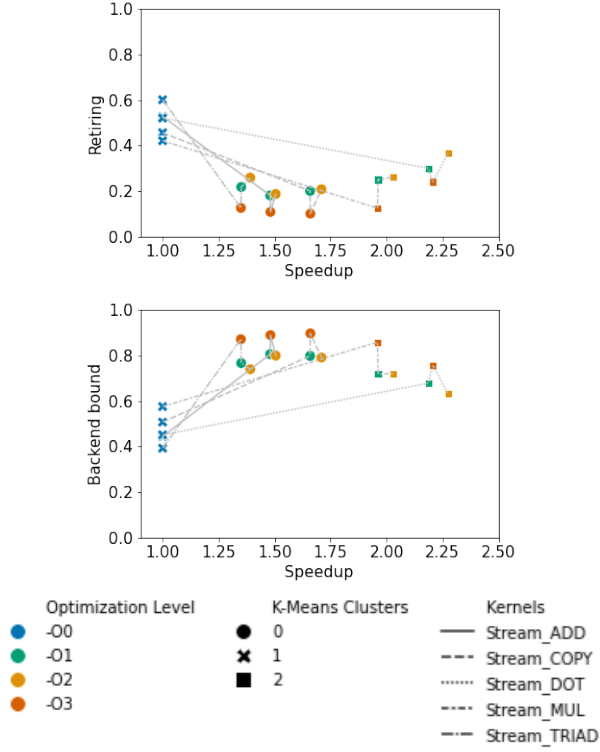 1.0
0.8
0.6
0.4
0.2
0.0
Retiring
1.00 1.25 1.50 1.75 2.00 2.25 2.50
Speedup
1.0
0.8
0.6
0.4
0.2
0.0
Backend bound
1.00 1.25 1.50 1.75 2.00 2.25 2.50
Speedup
Optimization Level
-O0
-O1
-O2
-O3
K-Means Clusters
0
1
2
Kernels
Stream_ADD
Stream_COPY
Stream_DOT
Stream_MUL
Stream_TRIAD